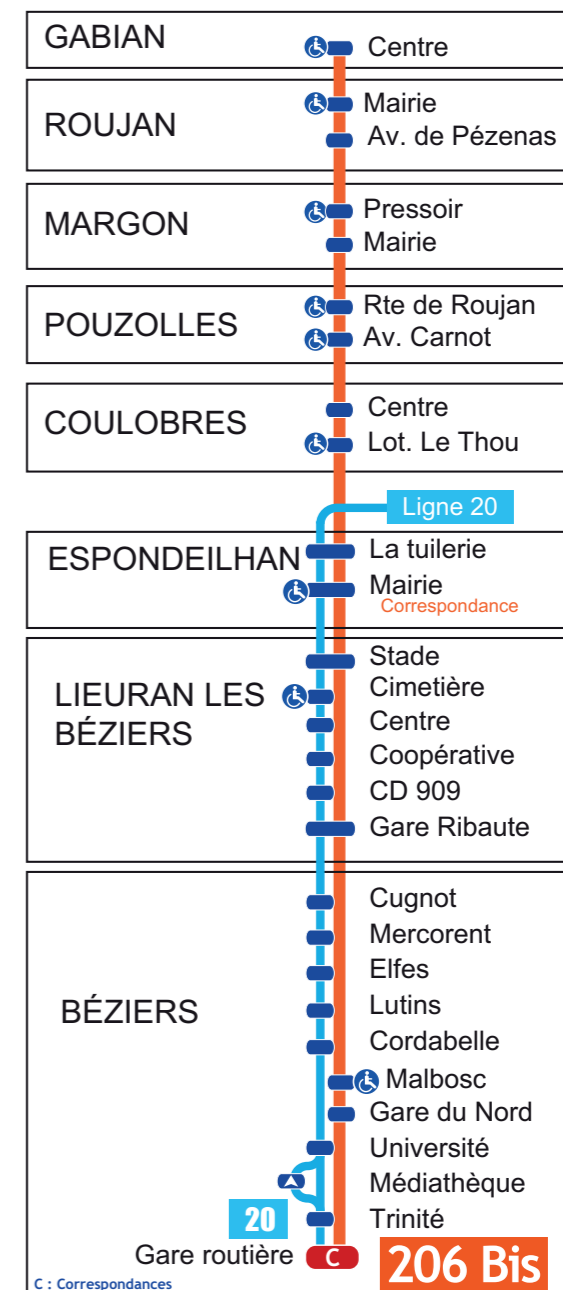 GABIAN
Centre
ROUJAN
Mairie
Av. de Pézenas
MARGON
Pressoir
Mairie
POUZOLLES
Rte de Roujan
Av. Carnot
COULOBRES
Centre
Lot. Le Thou
Ligne 20
ESPONDEILHAN
La tuilerie
Mairie
Correspondance
LIEURAN LES
BÉZIERS
Stade
Cimetière
Centre
Coopérative
CD 909
Gare Ribaute
BÉZIERS
Cugnot
Mercorent
Elfes
Lutins
Cordabelle
Malbosc
Gare du Nord
Université
Médiathèque
20
Trinité
Gare routière
C
206 Bis
C : Correspondances